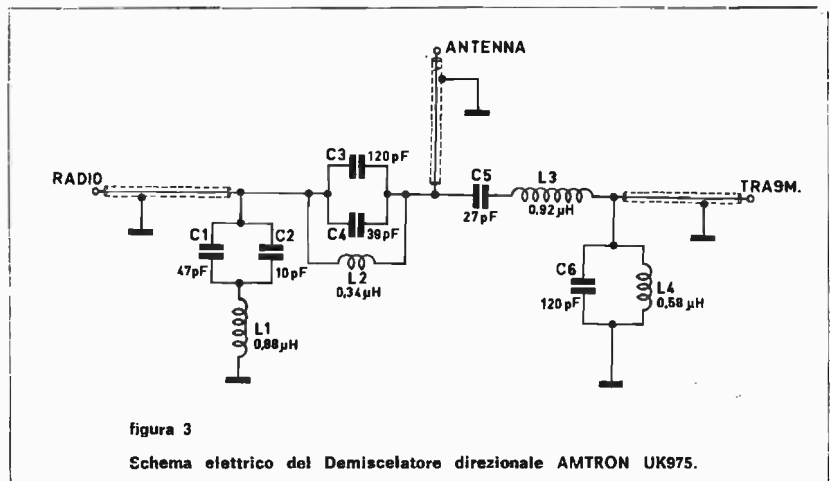 ANTENNA
C3 120pF
C5
L3
RADIO
TRA9M.
C4 39pF
27pF
0,92µH
C1
C2
L2
C6
L4
47pF
10pF
0,34µH
0,58µH
120pF
L1
0,88µH
figura 3
Schema elettrico del Demiscelatore direzionale AMTRON UK975.